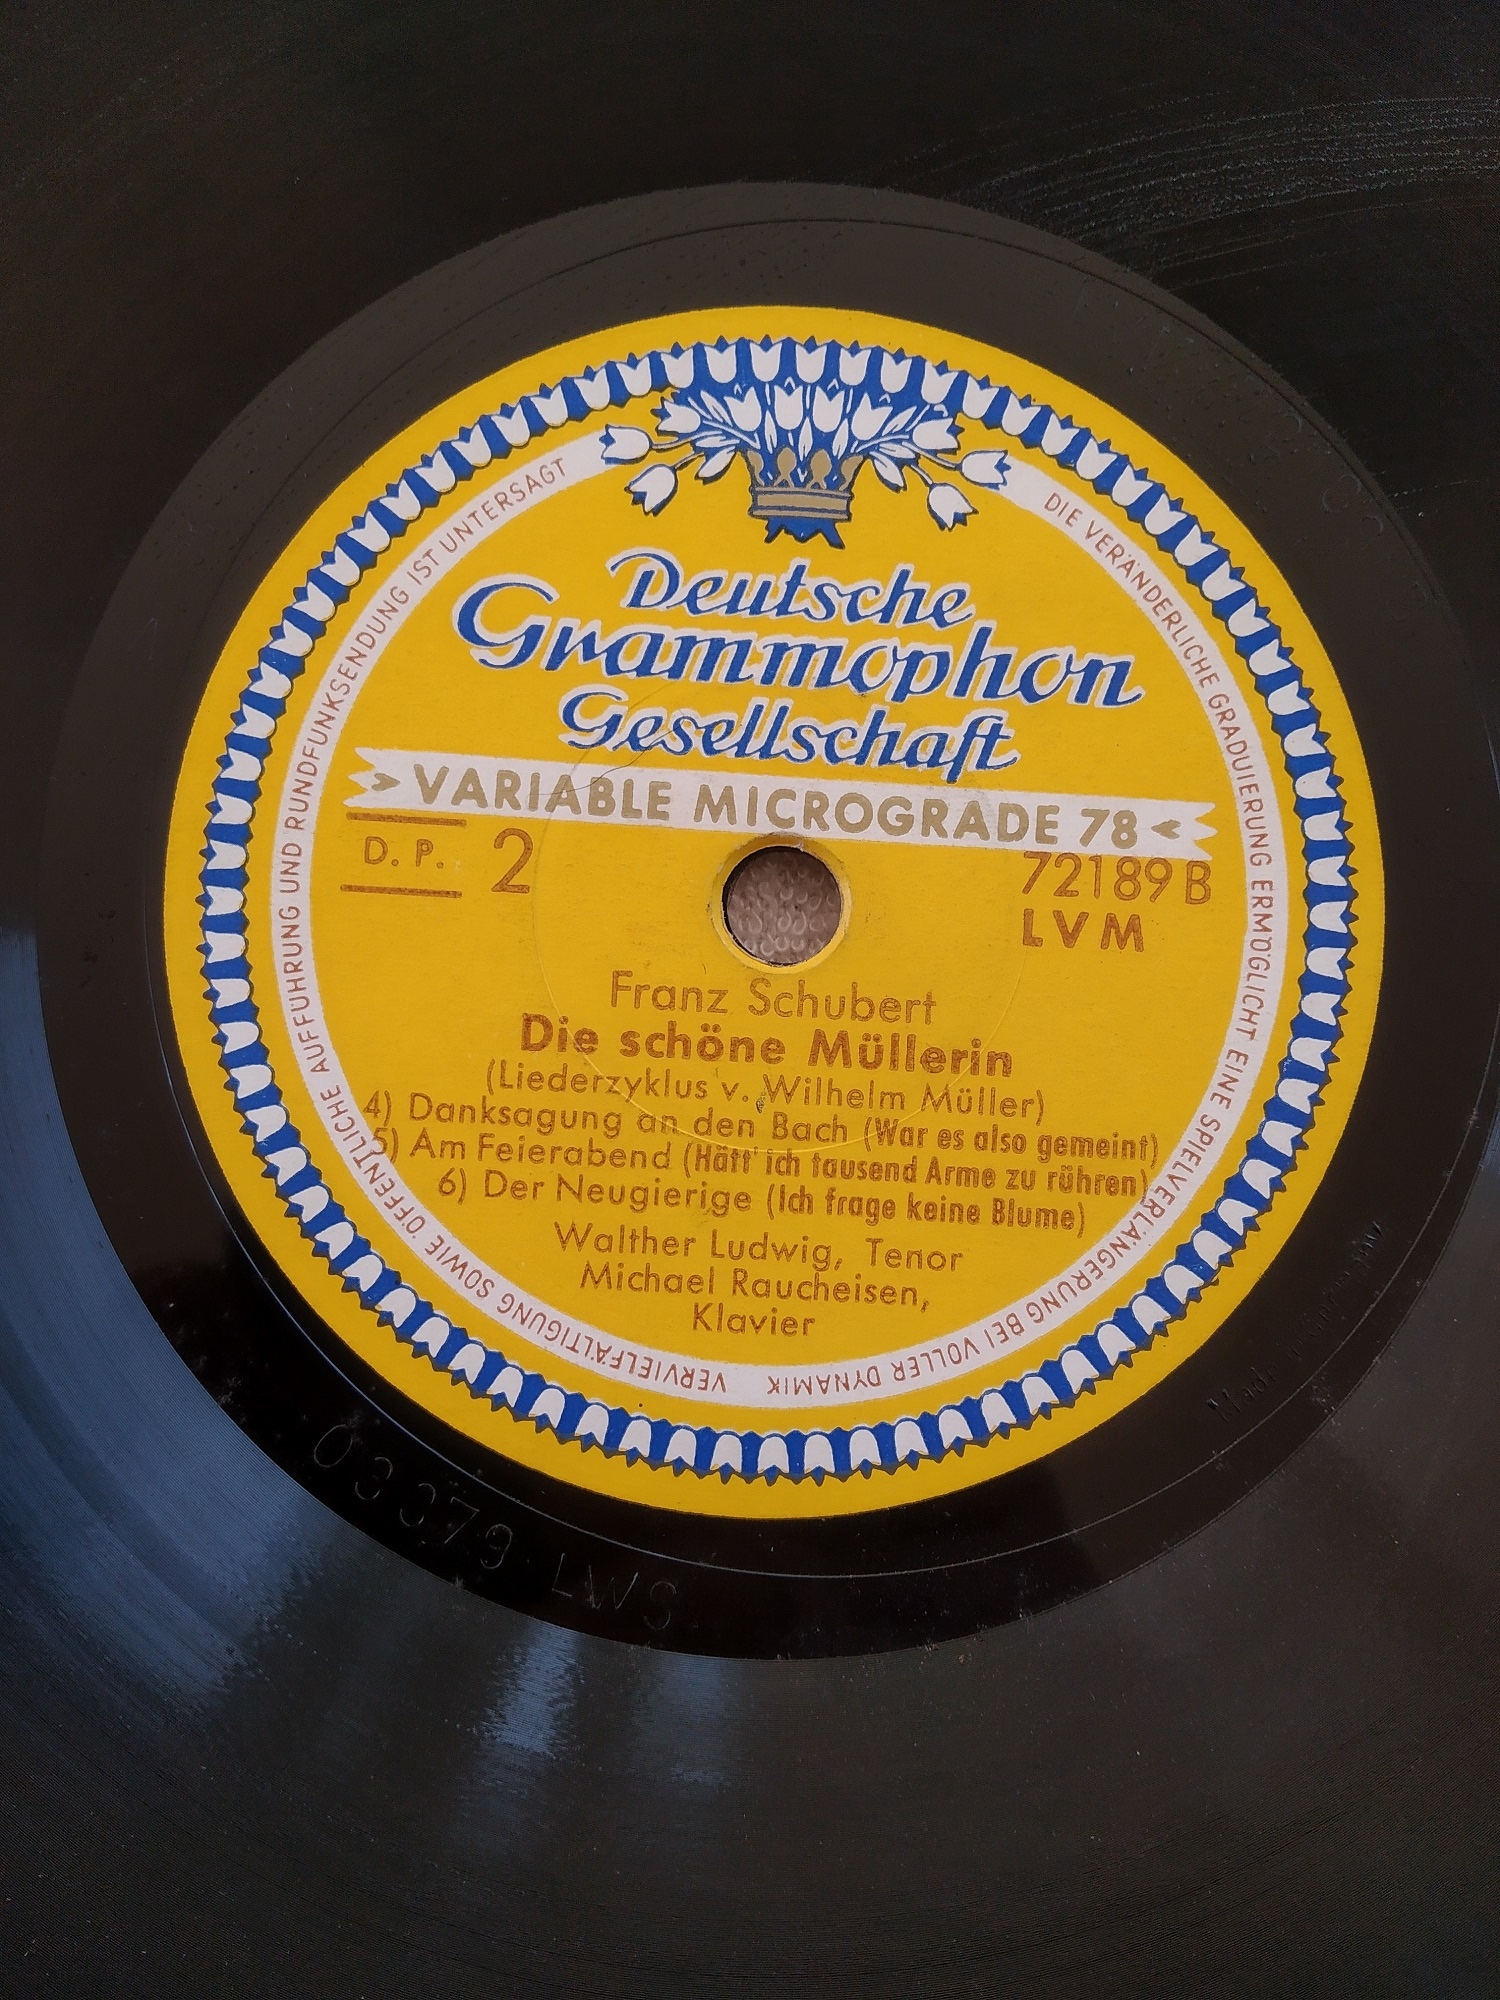 Deutsche
Grammophon
Gesellschaft
> VARIABLE MICROGRADE 78 <
D. P. 2
72189 B
LVM
Franz Schubert
Die schöne Müllerin
(Liederzyklus v. Wilhelm Müller)
4) Danksagung an den Bach (War es also gemeint)
5) Am Feierabend (Hätt' ich tausend Arme zu rühren)
6) Der Neugierige (Ich frage keine Blume)
Walther Ludwig, Tenor
Michael Raucheisen,
Klavier
DIE VERÄNDERLICHE GRADUIERUNG ERMÖGLICHT EINE SPIELVERLÄNGERUNG BEI VOLLER DYNAMIK
VERVIELFÄLTIGUNG SOWIE ÖFFENTLICHE AUFFÜHRUNG UND RUNDFUNKSENDUNG IST UNTERSAGT
03379 LWS